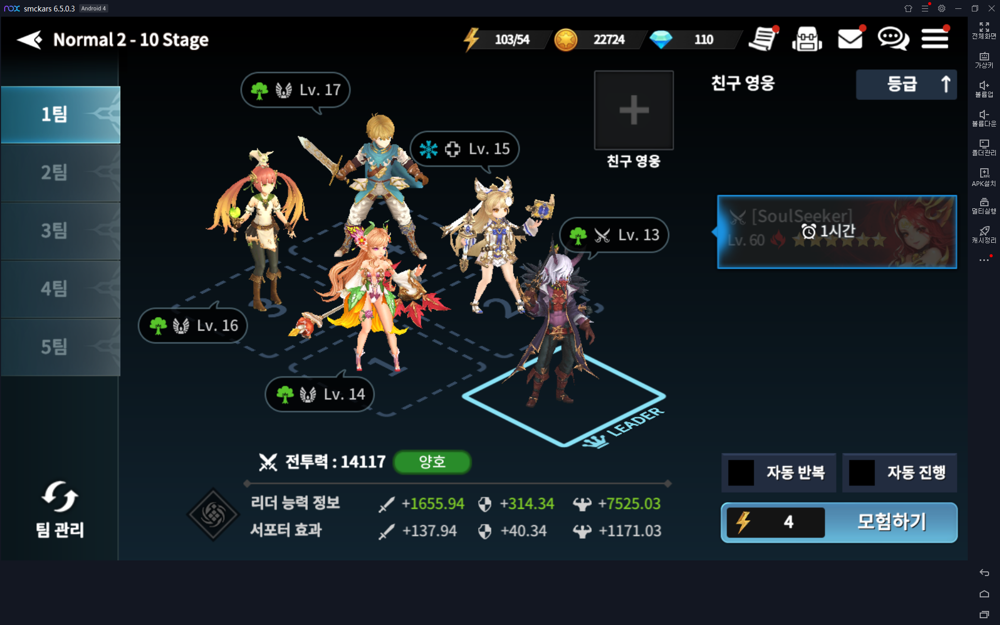 nox smckars 6.5.0.3 Android 4
Normal 2 - 10 Stage
103/54
22724
110
전체화면
가상키
볼륨업
볼륨다운
폴더관리
APK설치
멀티실행
캐시정리
1팀
2팀
3팀
4팀
5팀
팀 관리
Lv. 17
Lv. 15
Lv. 13
Lv. 16
Lv. 14
3
2
1
LEADER
친구 영웅
친구 영웅
등급
[SoulSeeker]
Lv. 60
1시간
전투력 : 14117 양호
리더 능력 정보 +1655.94 +314.34 +7525.03
서포터 효과 +137.94 +40.34 +1171.03
자동 반복
자동 진행
4 모험하기